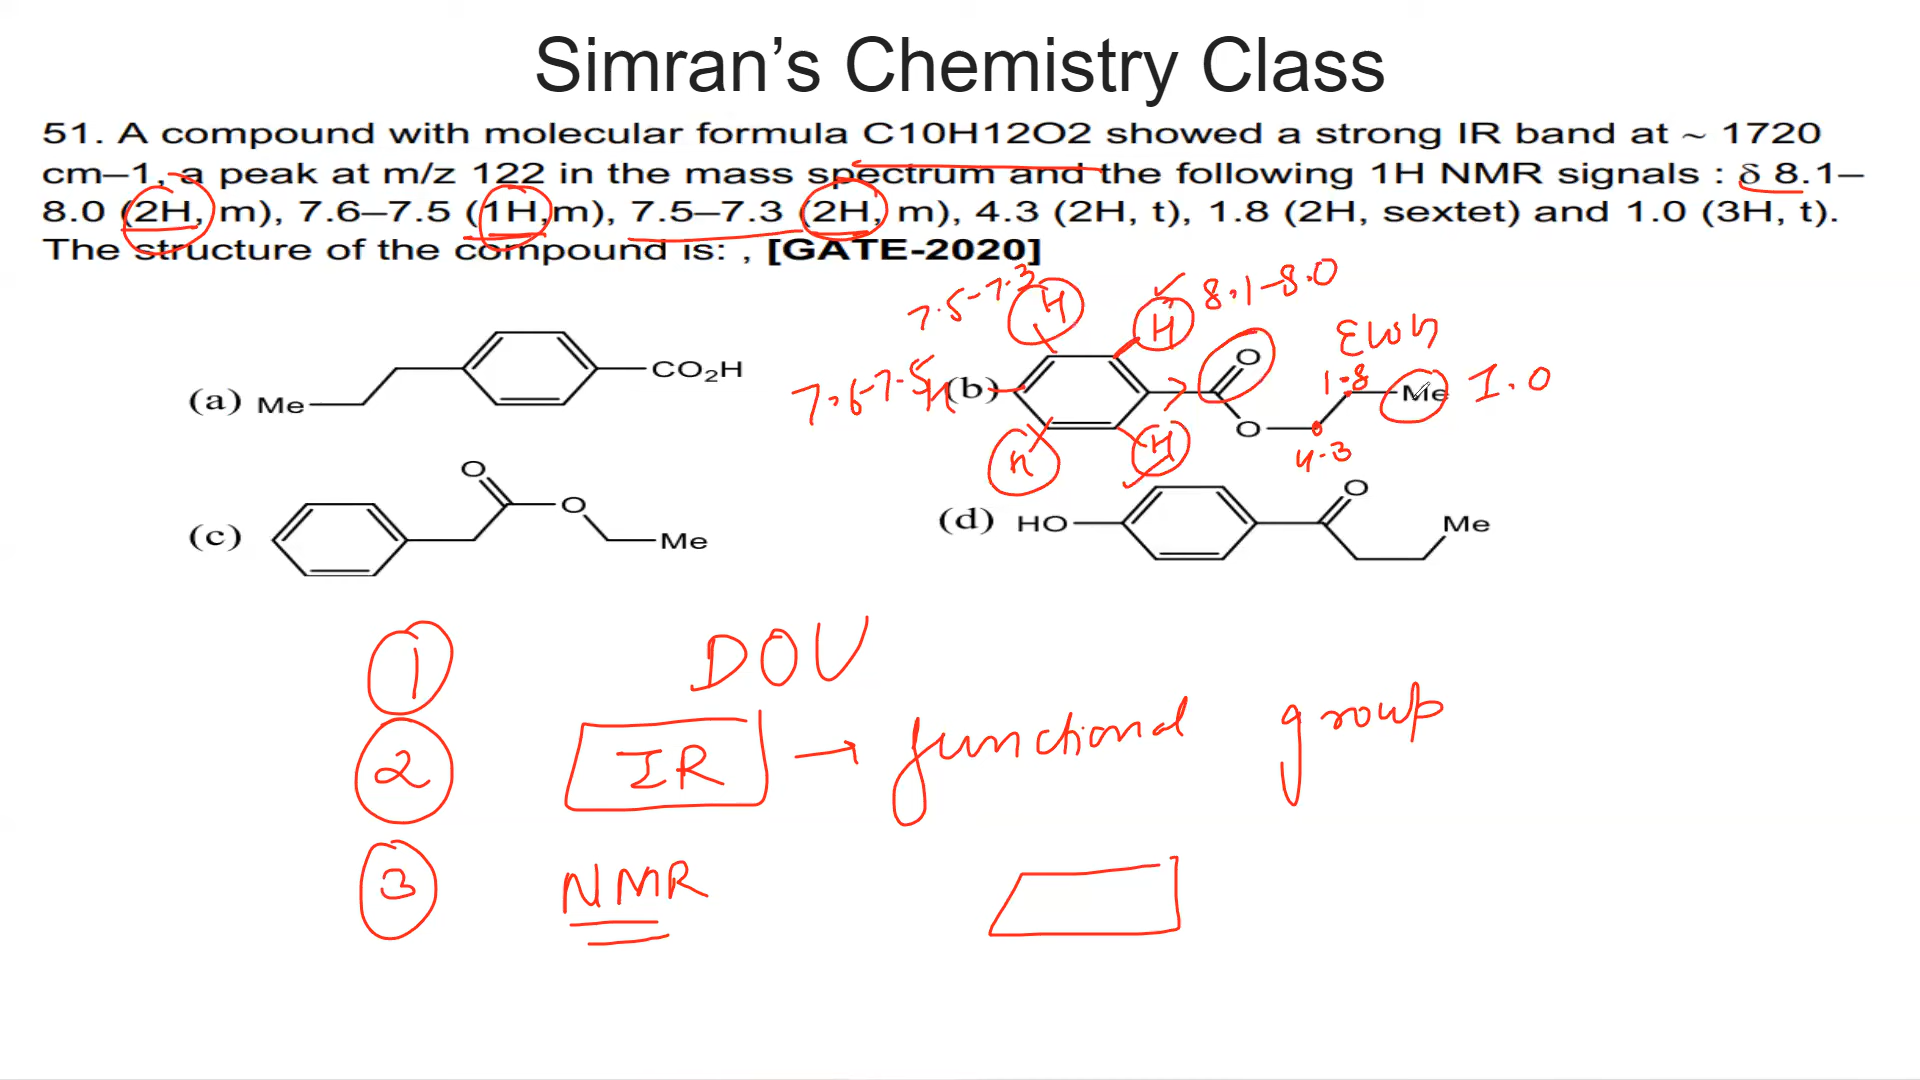 Simran’s Chemistry Class
51. A compound with molecular formula C10H12O2 showed a strong IR band at ~ 1720
cm–1, a peak at m/z 122 in the mass spectrum and the following 1H NMR signals : δ 8.1–
8.0 (2H, m), 7.6–7.5 (1H,m), 7.5–7.3 (2H, m), 4.3 (2H, t), 1.8 (2H, sextet) and 1.0 (3H, t).
The structure of the compound is: , [GATE-2020]
7.5-7.3 H
H 8.1-8.0
(a) Me CO₂H
7.6-7.5 H (b) O
EWG
1.8 Me 1.0
O 4.3
H H
(c) O O Me
(d) HO O Me
1 DOU
2 IR → functional group
3 NMR